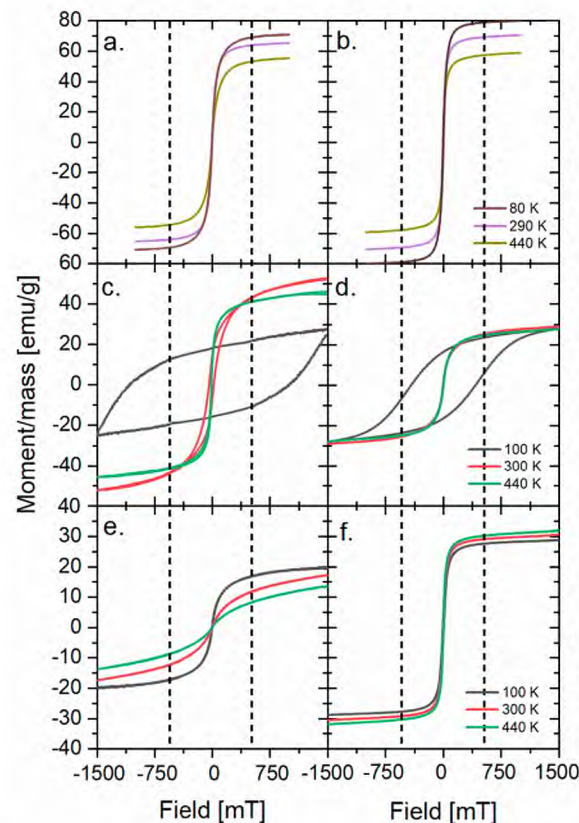 80
60
40
20
0
-20
-40
-60
a.
b.
80 K
290 K
440 K
60
40
20
0
-20
-40
40
c.
d.
100 K
300 K
440 K
30
20
10
0
-10
-20
-30
-40
e.
f.
100 K
300 K
440 K
Moment/mass [emu/g]
-1500 -750 0 750 -1500 -750 0 750 1500
Field [mT] Field [mT]